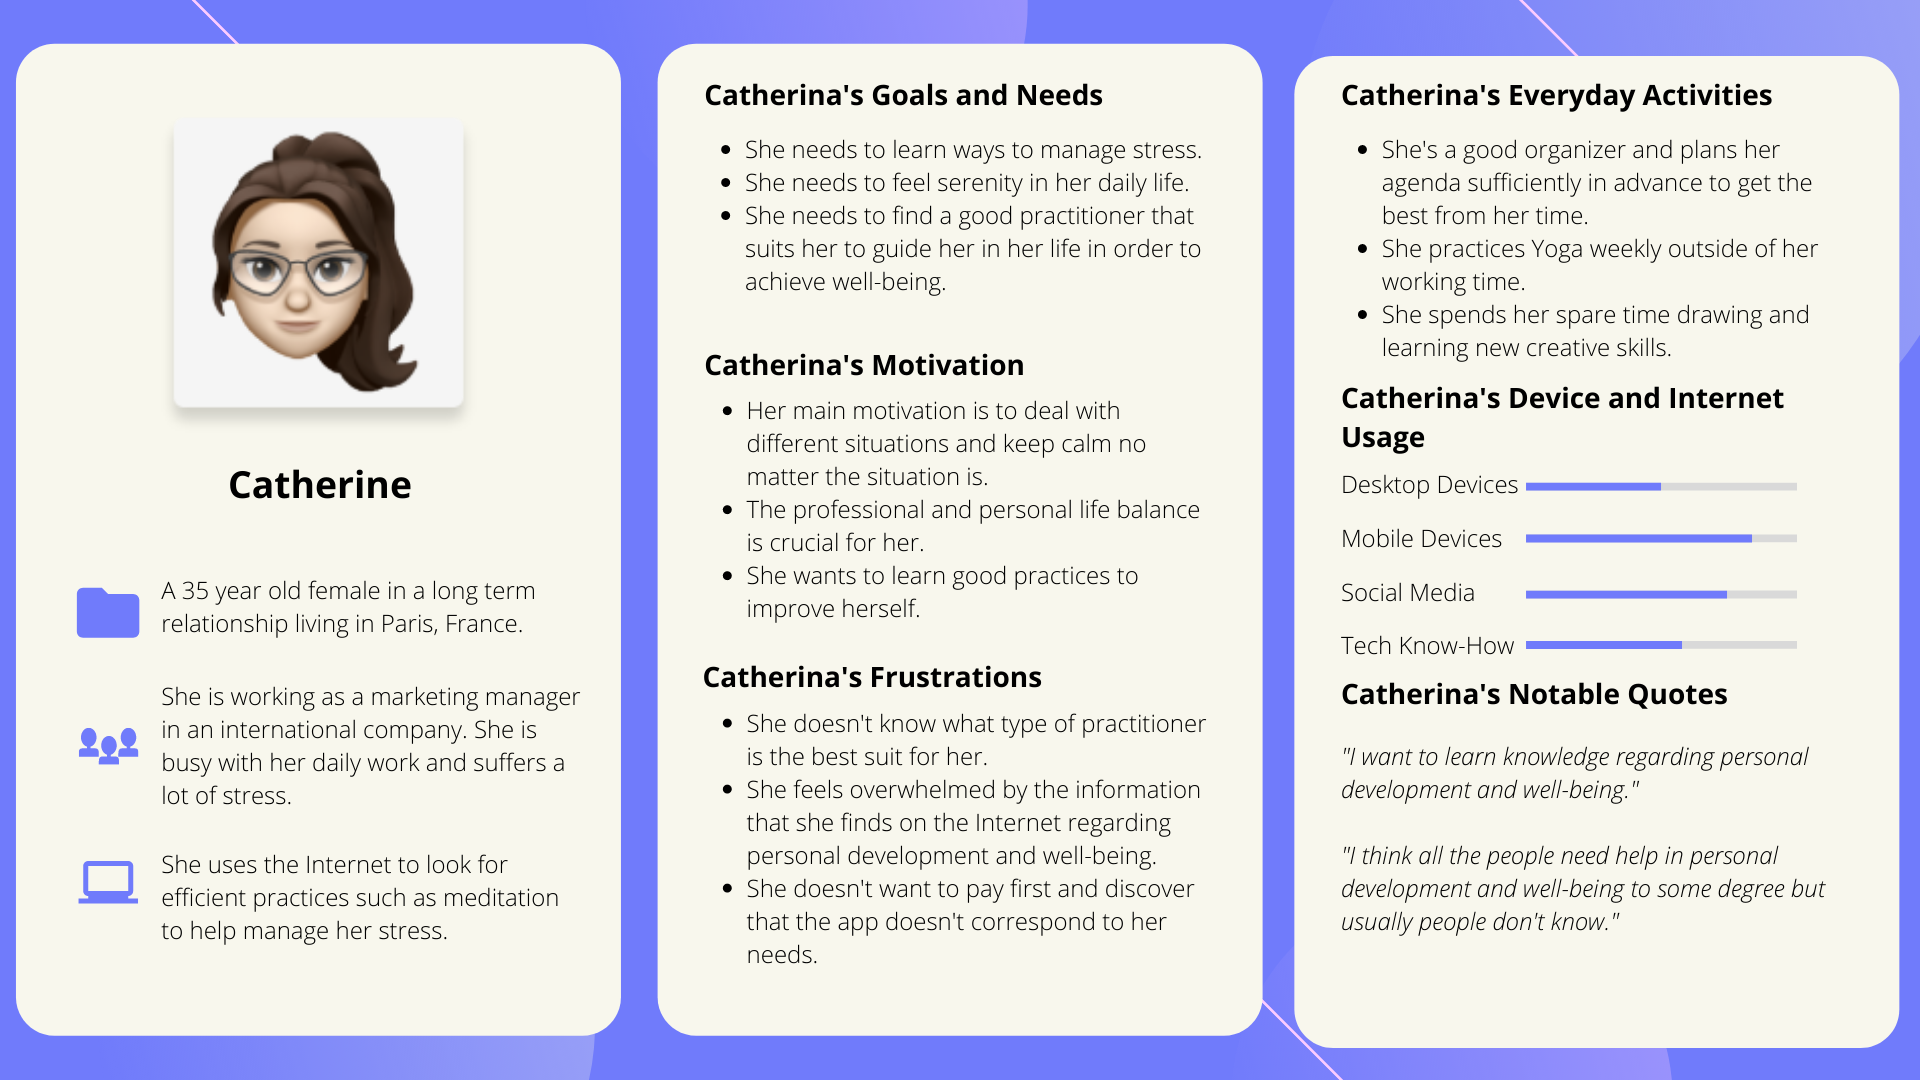 Catherine
A 35 year old female in a long term
relationship living in Paris, France.
She is working as a marketing manager
in an international company. She is
busy with her daily work and suffers a
lot of stress.
She uses the Internet to look for
efficient practices such as meditation
to help manage her stress.
Catherina's Goals and Needs
• She needs to learn ways to manage stress.
• She needs to feel serenity in her daily life.
• She needs to find a good practitioner that
suits her to guide her in her life in order to
achieve well-being.
Catherina's Motivation
• Her main motivation is to deal with
different situations and keep calm no
matter the situation is.
• The professional and personal life balance
is crucial for her.
• She wants to learn good practices to
improve herself.
Catherina's Frustrations
• She doesn't know what type of practitioner
is the best suit for her.
• She feels overwhelmed by the information
that she finds on the Internet regarding
personal development and well-being.
• She doesn't want to pay first and discover
that the app doesn't correspond to her
needs.
Catherina's Everyday Activities
• She's a good organizer and plans her
agenda sufficiently in advance to get the
best from her time.
• She practices Yoga weekly outside of her
working time.
• She spends her spare time drawing and
learning new creative skills.
Catherina's Device and Internet
Usage
Desktop Devices
Mobile Devices
Social Media
Tech Know-How
Catherina's Notable Quotes
"I want to learn knowledge regarding personal
development and well-being."
"I think all the people need help in personal
development and well-being to some degree but
usually people don't know."